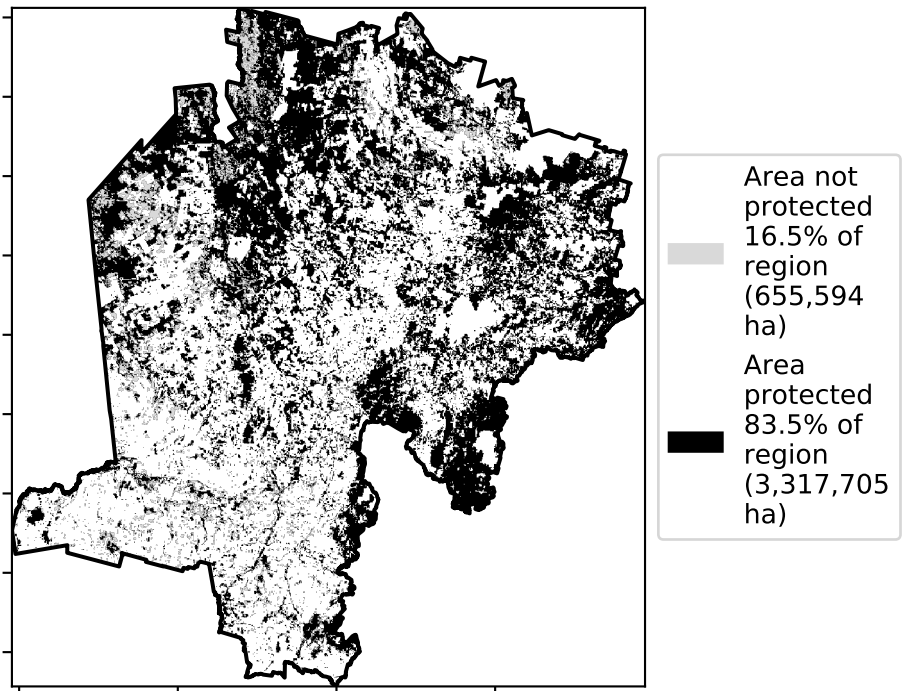 Area not
protected
16.5% of
region
(655,594
ha)
Area
protected
83.5% of
region
(3,317,705
ha)